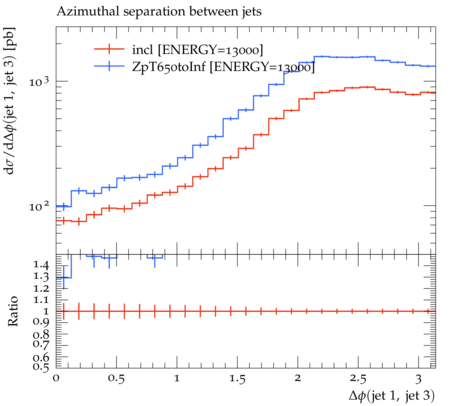 Azimuthal separation between jets
dσ/dΔϕ(jet 1, jet 3) [pb]
incl [ENERGY=13000]
ZpT650toInf [ENERGY=13000]
10³
10²
Ratio
1.4
1.3
1.2
1.1
1
0.9
0.8
0.7
0.6
0.5
0 0.5 1 1.5 2 2.5 3
Δϕ(jet 1, jet 3)